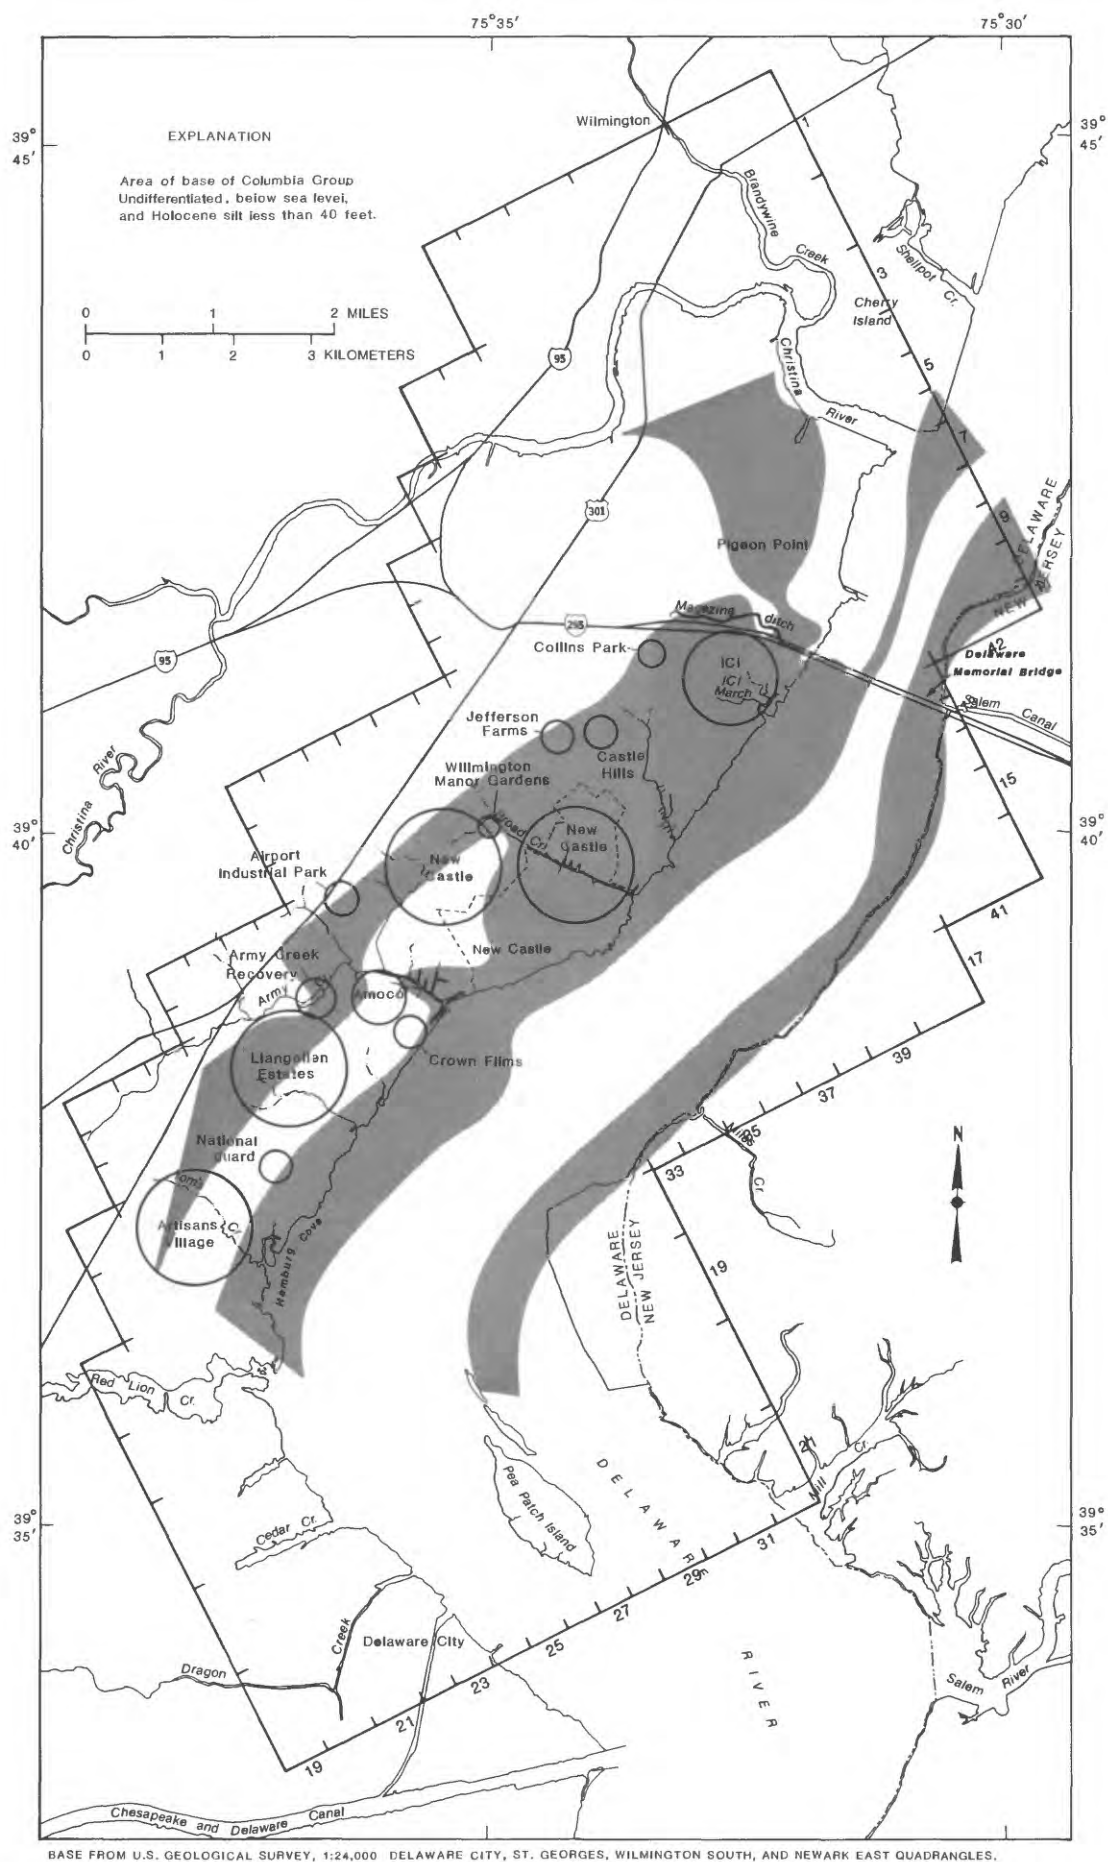 75°35'
75°30'
Wilmington
1
39°
45'
39°
45'
EXPLANATION
Area of base of Columbia Group
Undifferentiated, below sea level,
and Holocene silt less than 40 feet.
Brandywine
Creek
Shellpot Cr.
3
Cherry
Island
0 1 2 MILES
0 1 2 3 KILOMETERS
95
5
Christina
River
7
301
9
DELAWARE
NEW JERSEY
Pigeon Point
Magazine ditch
295
Collins Park
ICI
ICI
March
A2
Delaware
Memorial Bridge
Salem
Canal
95
Jefferson
Farms
Castle
Hills
Wilmington
Manor Gardens
15
Christina
River
39°
40'
39°
40'
Broad Cr.
New
Castle
New
Castle
Airport
Industrial Park
41
17
New Castle
Army Creek
Recovery
Army
Amoco
39
Crown Films
Llangollen
Estates
37
35
Miles
Cr.
33
N
National
Guard
Tom's
Cr.
Artisans
Village
Hamburg Cove
DELAWARE
NEW JERSEY
19
Red Lion
Cr.
27
Mill
Cr.
Pea Patch Island
DELAWARE
39°
35'
39°
35'
Cedar Cr.
31
29
27
25
23
21
19
Creek
Dragon
Delaware City
RIVER
Salem River
Chesapeake and Delaware Canal
BASE FROM U.S. GEOLOGICAL SURVEY, 1:24,000 DELAWARE CITY, ST. GEORGES, WILMINGTON SOUTH, AND NEWARK EAST QUADRANGLES.